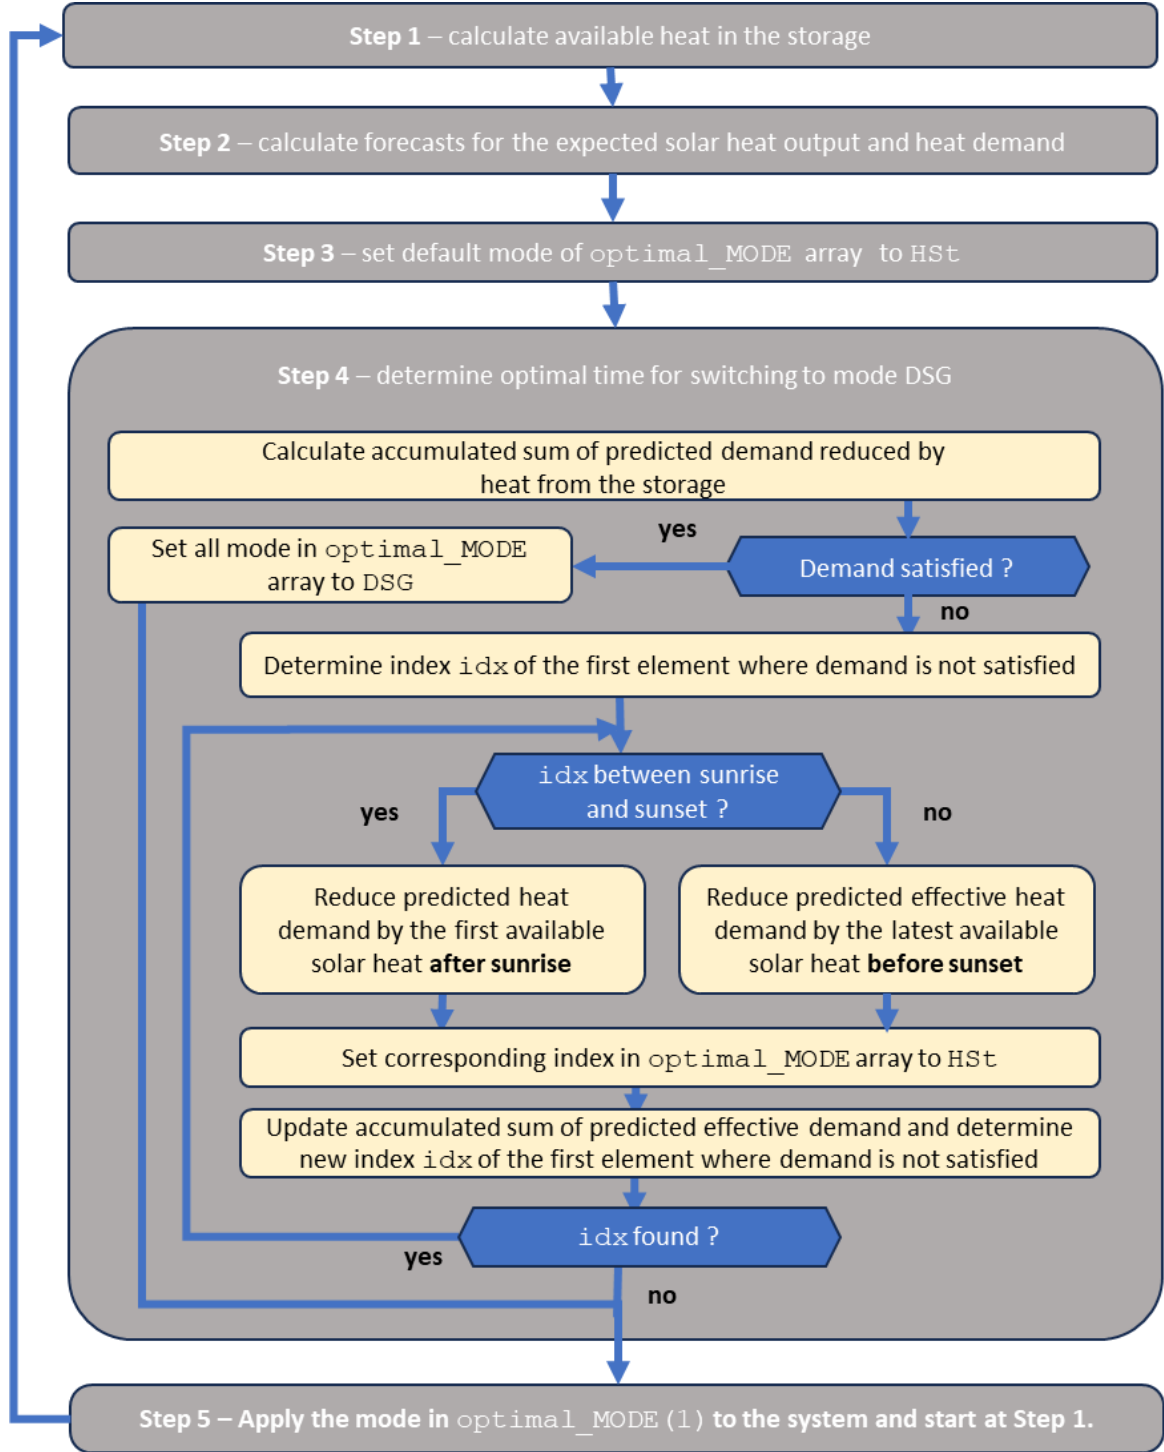 Step 1 – calculate available heat in the storage
Step 2 – calculate forecasts for the expected solar heat output and heat demand
Step 3 – set default mode of optimal_MODE array to HSt
Step 4 – determine optimal time for switching to mode DSG
Calculate accumulated sum of predicted demand reduced by
heat from the storage
yes
Set all mode in optimal_MODE
array to DSG
Demand satisfied ?
no
Determine index idx of the first element where demand is not satisfied
idx between sunrise
and sunset ?
yes
no
Reduce predicted heat
demand by the first available
solar heat after sunrise
Reduce predicted effective heat
demand by the latest available
solar heat before sunset
Set corresponding index in optimal_MODE array to HSt
Update accumulated sum of predicted effective demand and determine
new index idx of the first element where demand is not satisfied
idx found ?
yes
no
Step 5 – Apply the mode in optimal_MODE(1) to the system and start at Step 1.